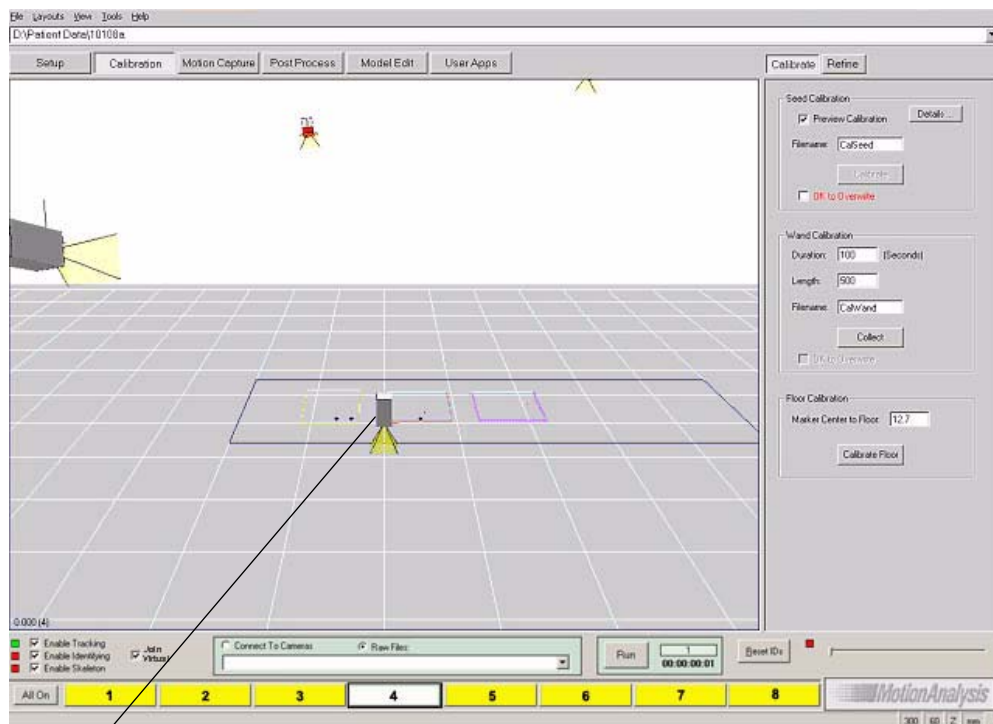 File Layouts View Tools Help
D:\Patient Data\10108a
Setup Calibration Motion Capture Post Process Model Edit User Apps Calibrate Refine
Seed Calibration
Preview Calibration Details ...
Filename: CalSeed
Calibrate
OK to Overwrite
Wand Calibration
Duration: 100 (Seconds)
Length: 500
Filename: CalWand
Collect
OK to Overwrite
Floor Calibration
Marker Center to Floor: 12.7
Calibrate Floor
0.000 (4)
Enable Tracking
Enable Identifying
Enable Skeleton
Join Virtual
Connect To Cameras Raw Files:
Run 1
00:00:00:01
Reset IDs
All On 1 2 3 4 5 6 7 8
MotionAnalysis
300 60 Z mm